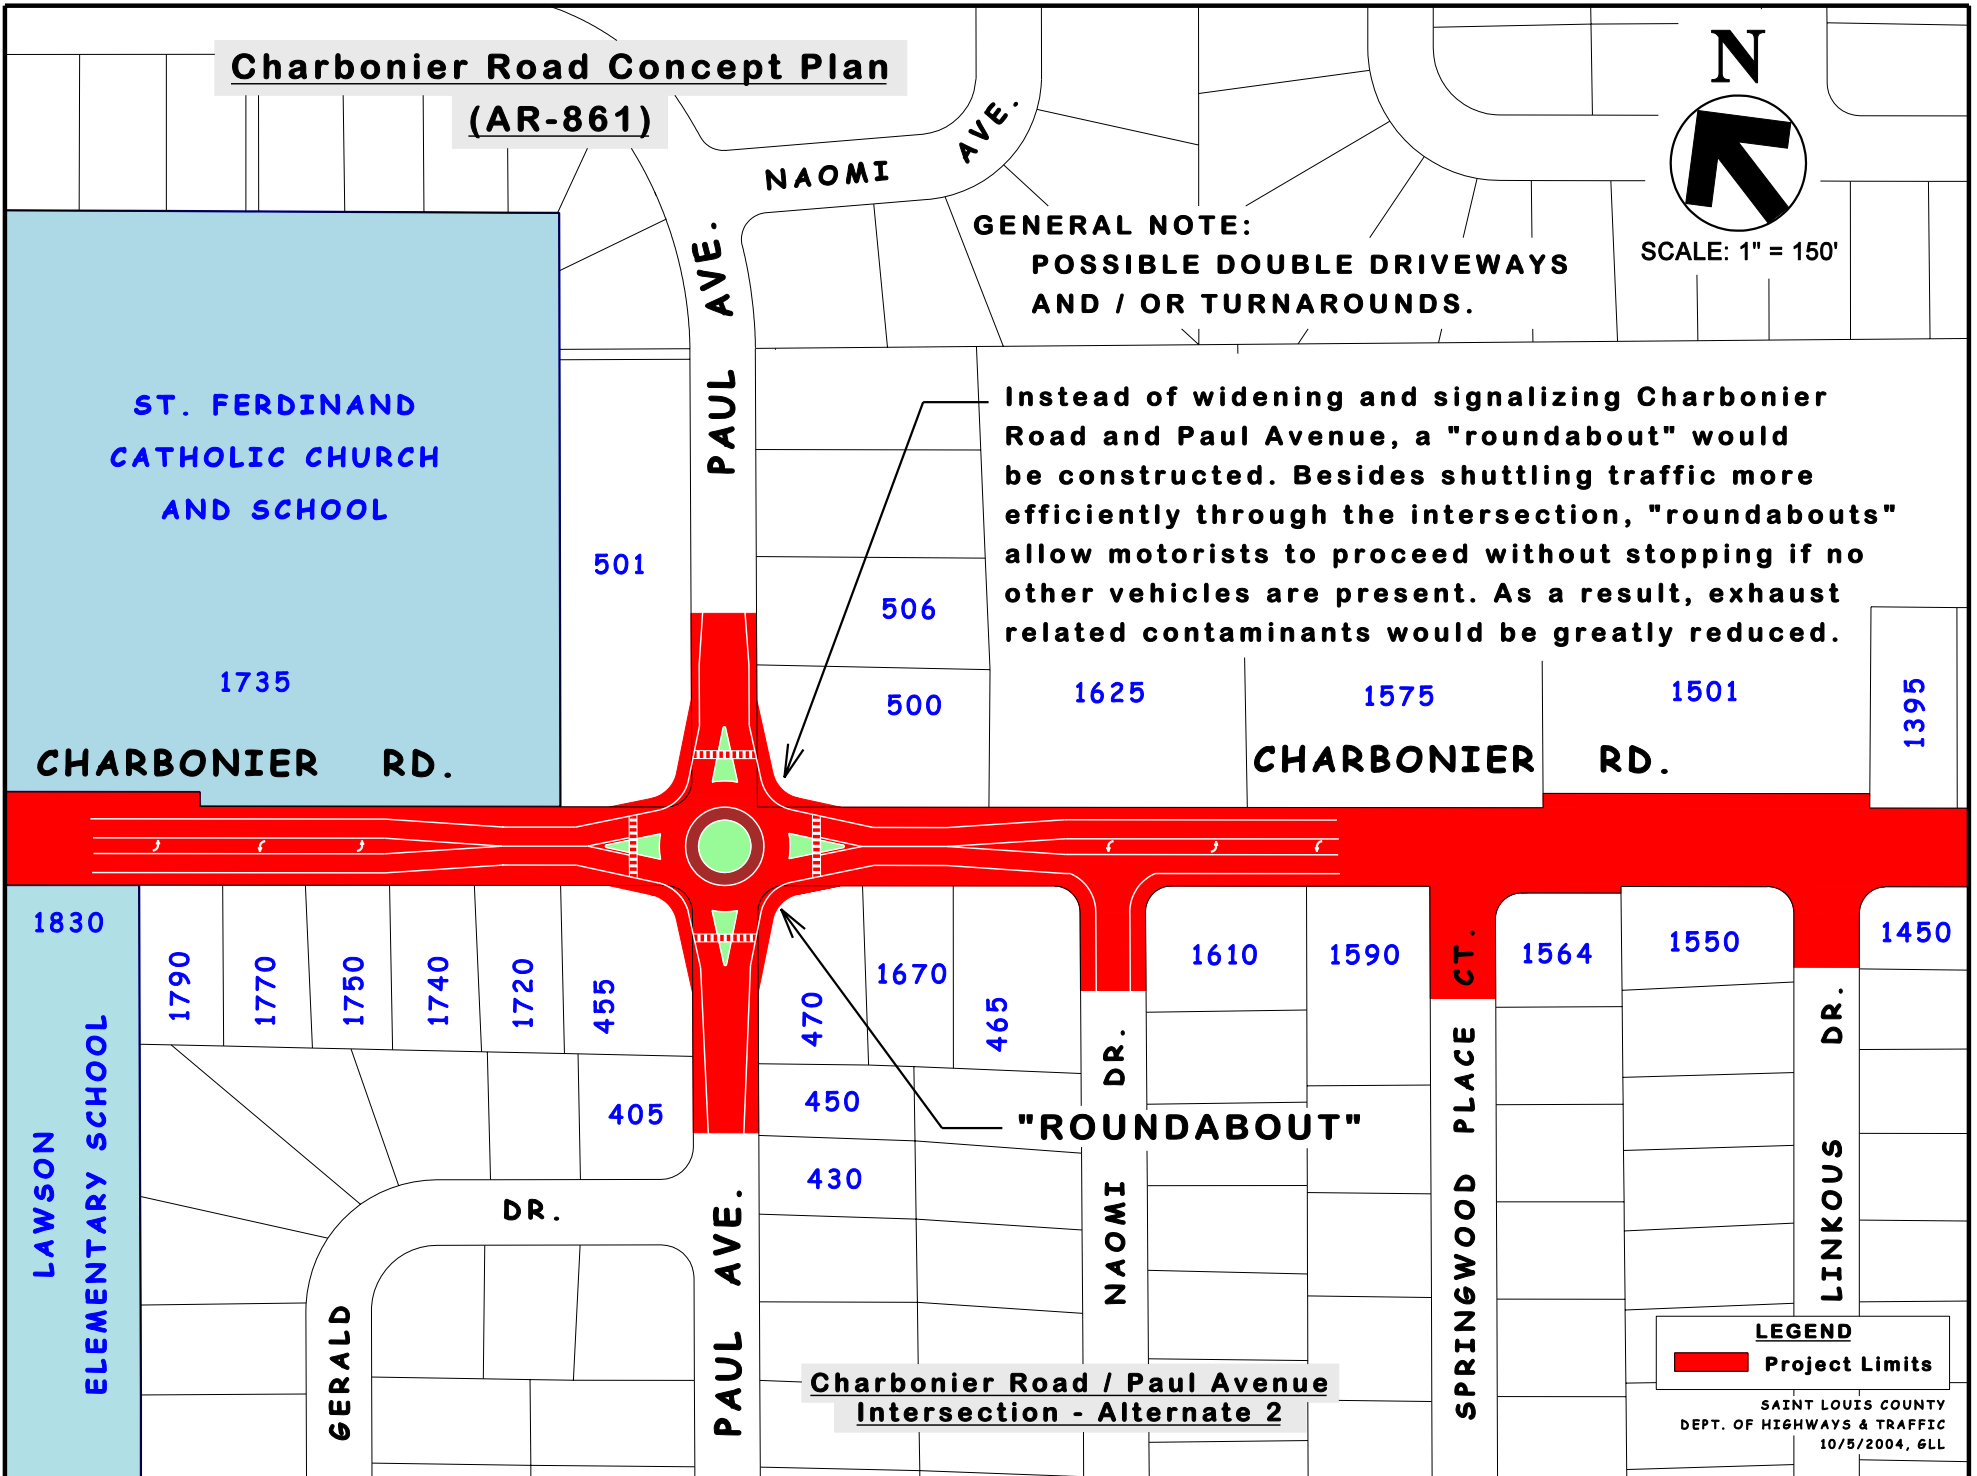 Charbonier Road Concept Plan
(AR-861)
N
SCALE: 1" = 150'
NAOMI AVE.
PAUL AVE.
GENERAL NOTE:
POSSIBLE DOUBLE DRIVEWAYS
AND / OR TURNAROUNDS.
PAUL
Instead of widening and signalizing Charbonier
Road and Paul Avenue, a "roundabout" would
be constructed. Besides shuttling traffic more
efficiently through the intersection, "roundabouts"
allow motorists to proceed without stopping if no
other vehicles are present. As a result, exhaust
related contaminants would be greatly reduced.
ST. FERDINAND
CATHOLIC CHURCH
AND SCHOOL
1735
501
506
500
1625
1575
1501
1395
CHARBONIER RD.
CHARBONIER RD.
1830
1790
1770
1750
1740
1720
455
470
1670
465
1610
1590
1564
1550
1450
LAWSON
ELEMENTARY SCHOOL
405
450
430
"ROUNDABOUT"
GERALD DR.
PAUL AVE.
NAOMI DR.
SPRINGWOOD PLACE CT.
LINKOUS DR.
Charbonier Road / Paul Avenue
Intersection - Alternate 2
LEGEND
Project Limits
SAINT LOUIS COUNTY
DEPT. OF HIGHWAYS & TRAFFIC
10/5/2004, GLL